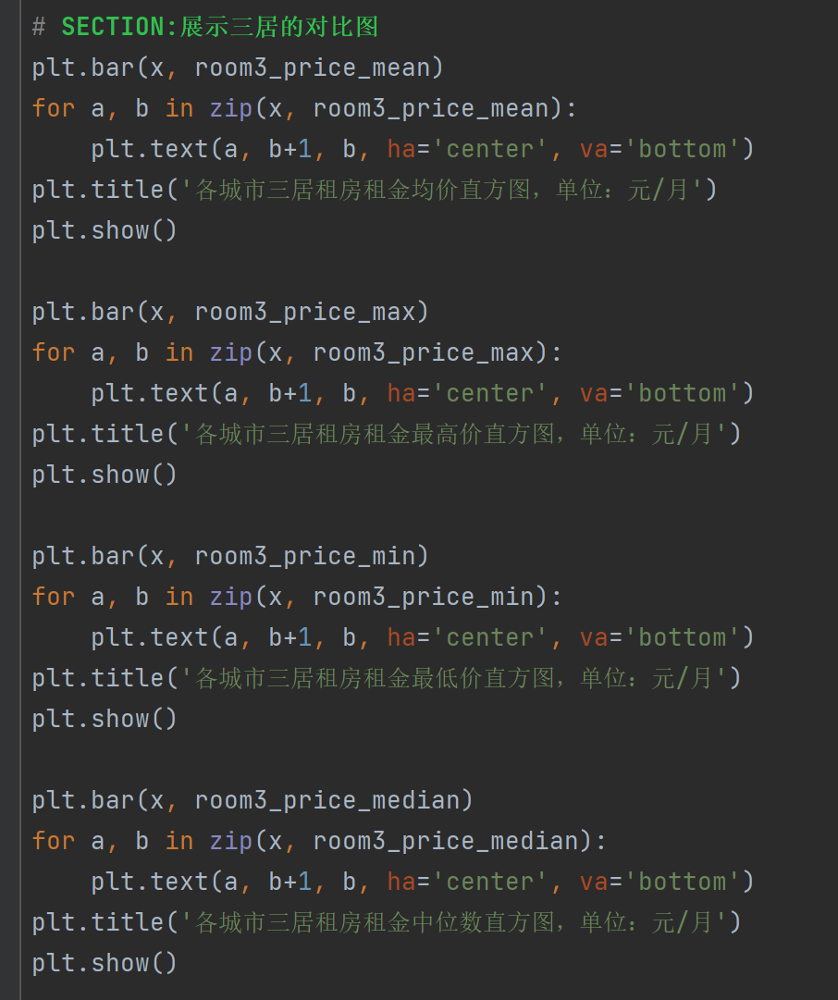 # SECTION:展示三居的对比图
plt.bar(x, room3_price_mean)
for a, b in zip(x, room3_price_mean):
    plt.text(a, b+1, b, ha='center', va='bottom')
plt.title('各城市三居租房租金均价直方图，单位：元/月')
plt.show()

plt.bar(x, room3_price_max)
for a, b in zip(x, room3_price_max):
    plt.text(a, b+1, b, ha='center', va='bottom')
plt.title('各城市三居租房租金最高价直方图，单位：元/月')
plt.show()

plt.bar(x, room3_price_min)
for a, b in zip(x, room3_price_min):
    plt.text(a, b+1, b, ha='center', va='bottom')
plt.title('各城市三居租房租金最低价直方图，单位：元/月')
plt.show()

plt.bar(x, room3_price_median)
for a, b in zip(x, room3_price_median):
    plt.text(a, b+1, b, ha='center', va='bottom')
plt.title('各城市三居租房租金中位数直方图，单位：元/月')
plt.show()